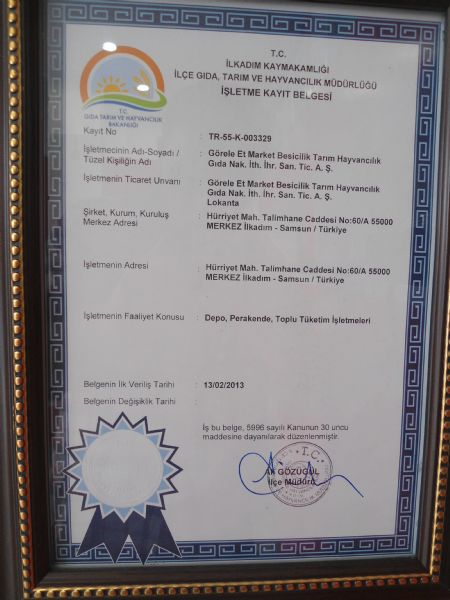 T.C.
İLKADIM KAYMAKAMLIĞI
İLÇE GIDA, TARIM VE HAYVANCILIK MÜDÜRLÜĞÜ
İŞLETME KAYIT BELGESİ
T.C.
GIDA TARIM VE HAYVANCILIK
BAKANLIĞI
Kayıt No : TR-55-K-003329
İşletmecinin Adı-Soyadı / : Görele Et Market Besicilik Tarım Hayvancılık
Tüzel Kişiliğin Adı Gıda Nak. İth. İhr. San. Tic. A. Ş.
İşletmenin Ticaret Unvanı : Görele Et Market Besicilik Tarım Hayvancılık
Gıda Nak. İth. İhr. San. Tic. A. Ş.
Lokanta
Şirket, Kurum, Kuruluş : Hürriyet Mah. Talimhane Caddesi No:60/A 55000
Merkez Adresi MERKEZ İlkadım - Samsun / Türkiye
İşletmenin Adresi : Hürriyet Mah. Talimhane Caddesi No:60/A 55000
MERKEZ İlkadım - Samsun / Türkiye
İşletmenin Faaliyet Konusu : Depo, Perakende, Toplu Tüketim İşletmeleri
Belgenin İlk Veriliş Tarihi : 13/02/2013
Belgenin Değişiklik Tarihi :
İş bu belge, 5996 sayılı Kanunun 30 uncu
maddesine dayanılarak düzenlenmiştir.
T.C.
GÖZÜGÜL
İlçe Müdürü